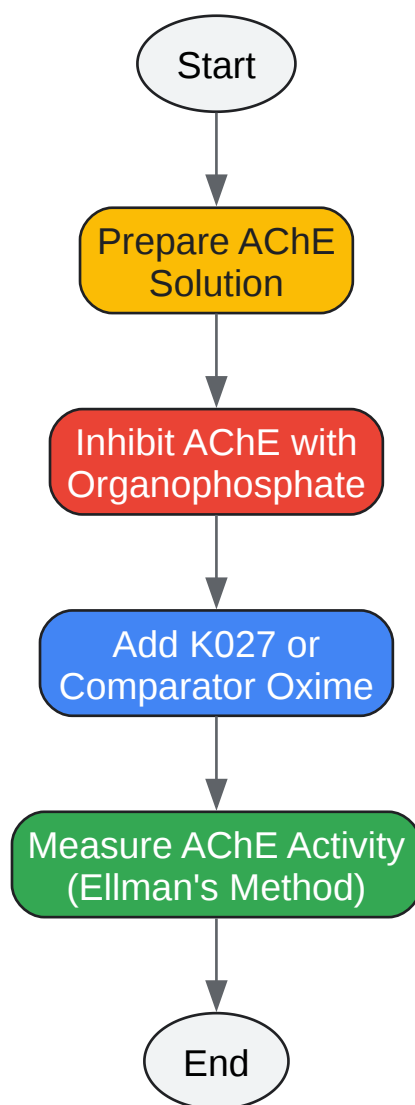 Start
Prepare AChE
Solution
Inhibit AChE with
Organophosphate
Add K027 or
Comparator Oxime
Measure AChE Activity
(Ellman's Method)
End